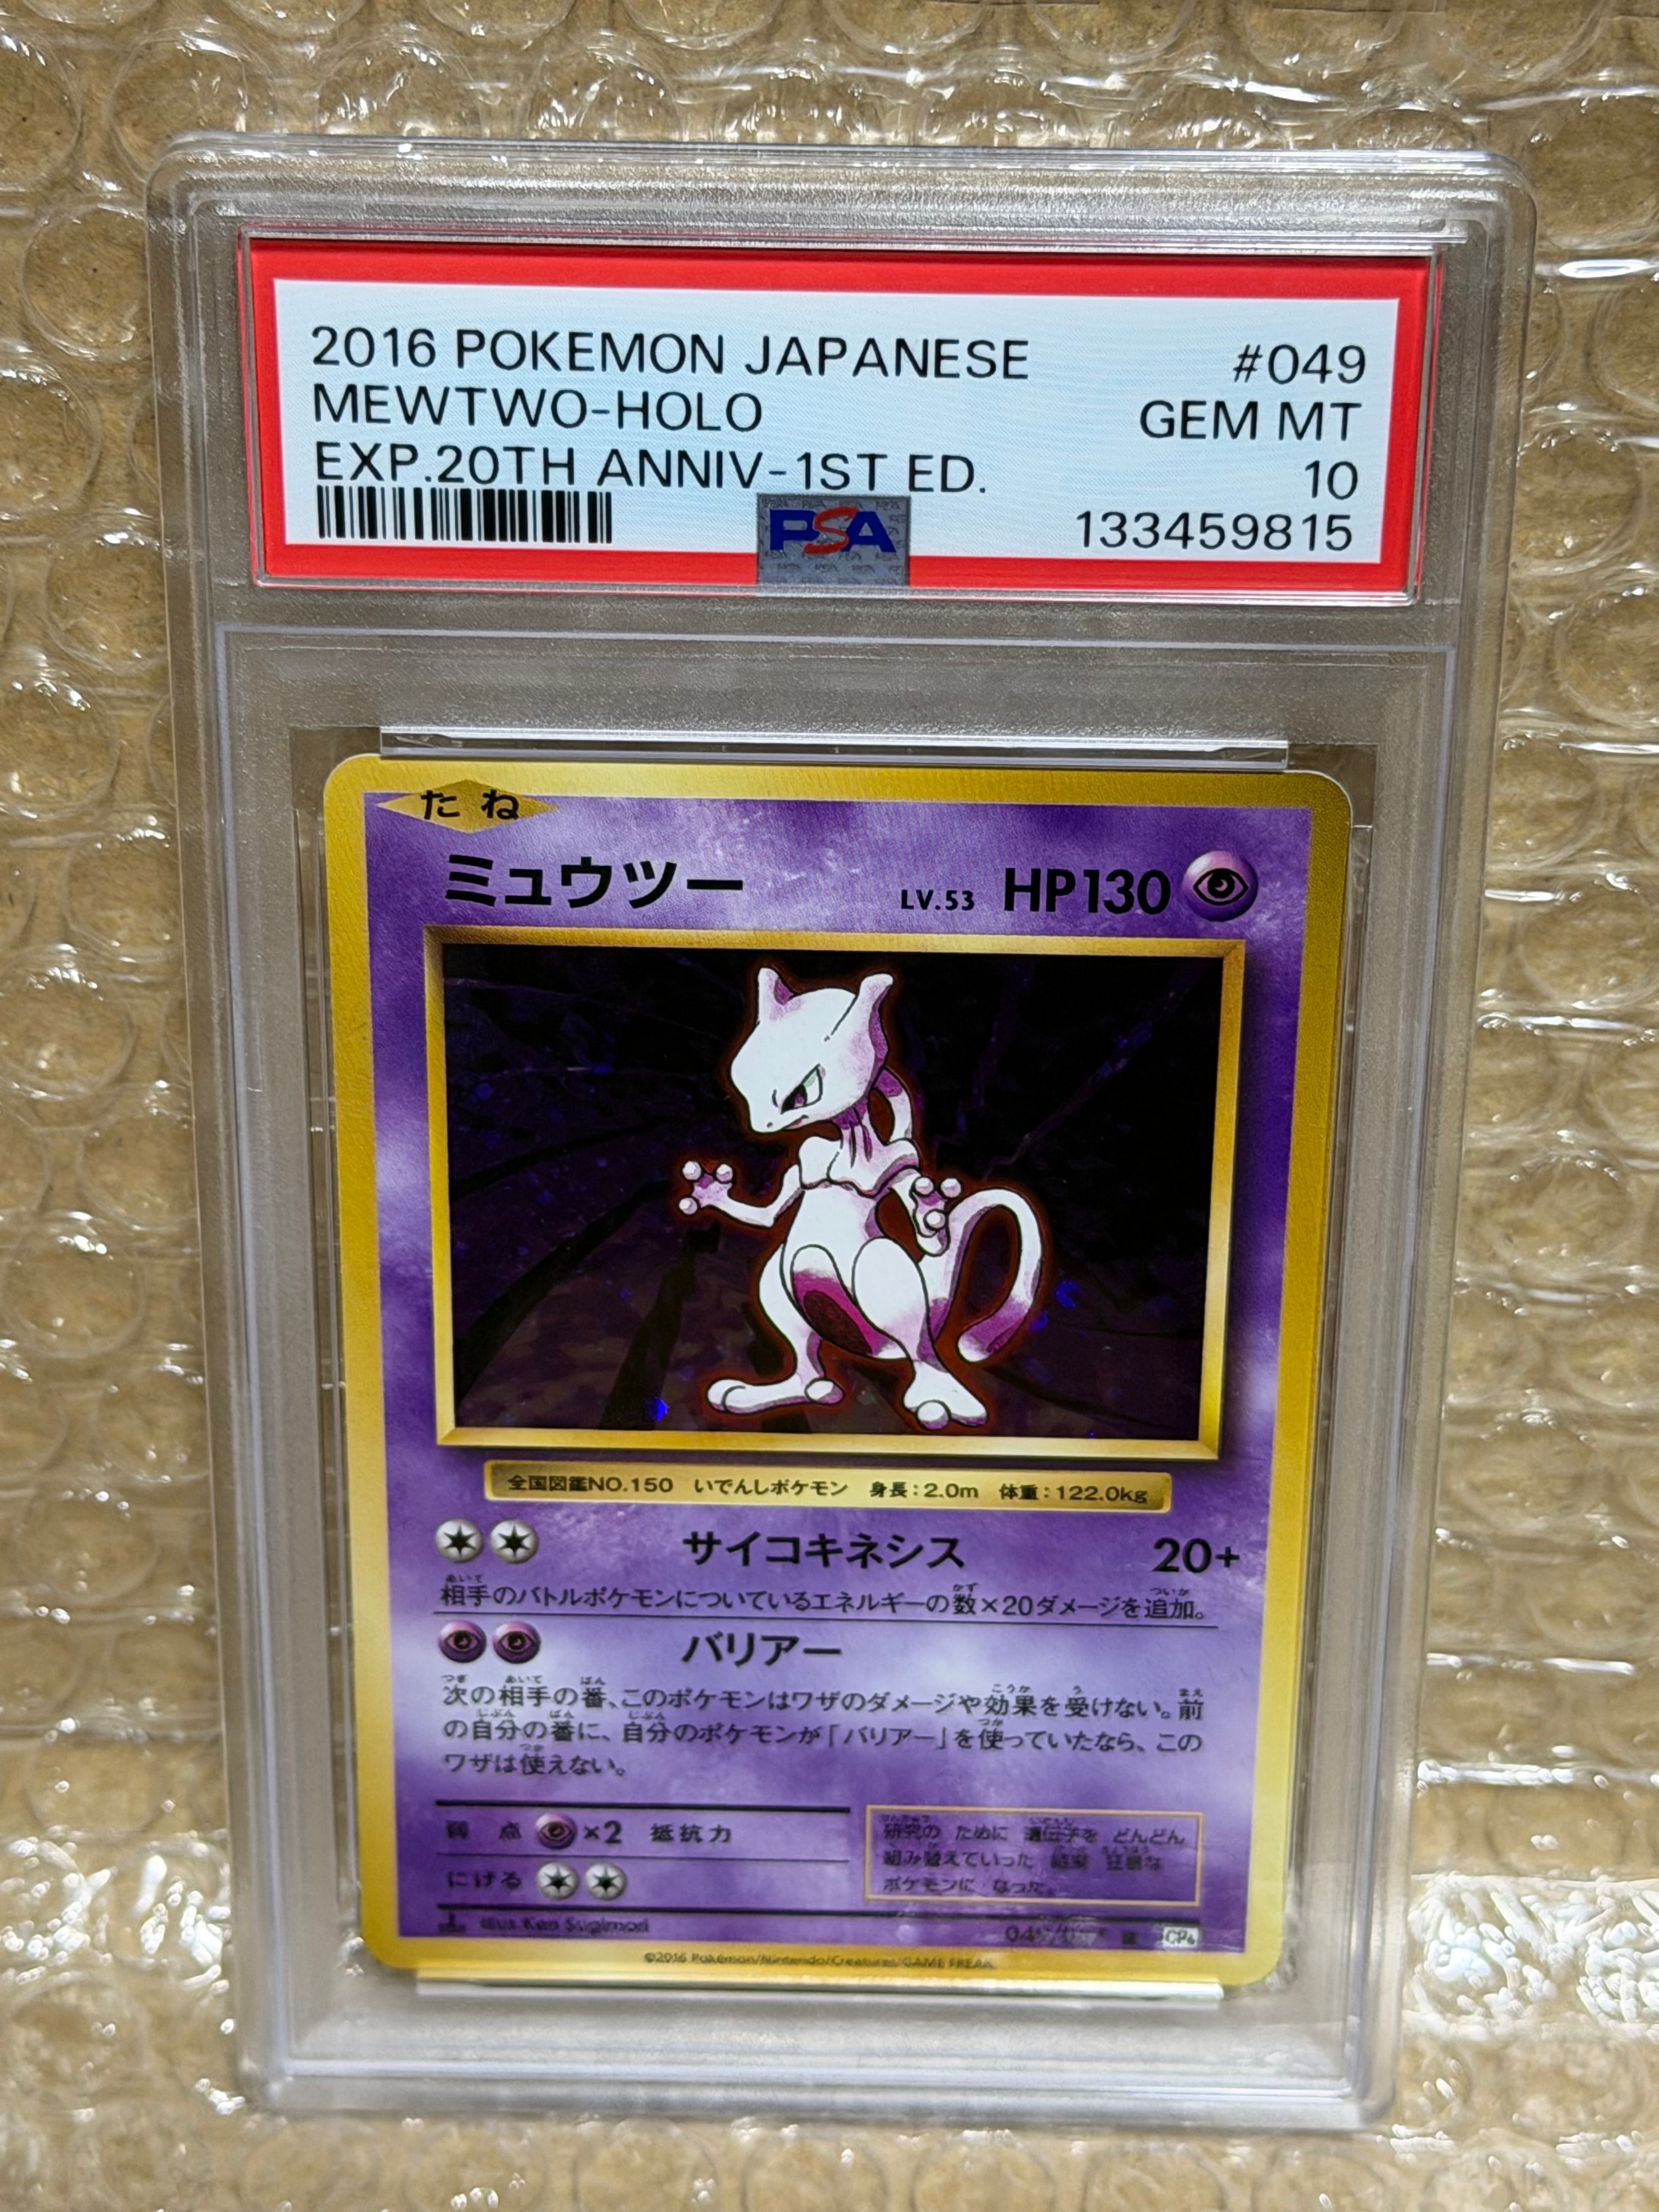 2016 POKEMON JAPANESE #049
MEWTWO-HOLO GEM MT
EXP.20TH ANNIV-1ST ED. 10
PSA 133459815
たね
ミュウツー LV.53 HP130
全国図鑑NO.150 いでんしポケモン 身長:2.0m 体重:122.0kg
サイコキネシス 20+
相手のバトルポケモンについているエネルギーの数×20ダメージを追加。
バリアー
次の相手の番、このポケモンはワザのダメージや効果を受けない。前
の自分の番に、自分のポケモンが「バリアー」を使っていたなら、この
ワザは使えない。
弱点 ×2 抵抗力
にげる
研究の ために 遺伝子を どんどん
組み替えていった 結果 狂暴な
ポケモンに なった。
Illus. Ken Sugimori
CP6
©2016 Pokémon/Nintendo/Creatures/GAME FREAK.